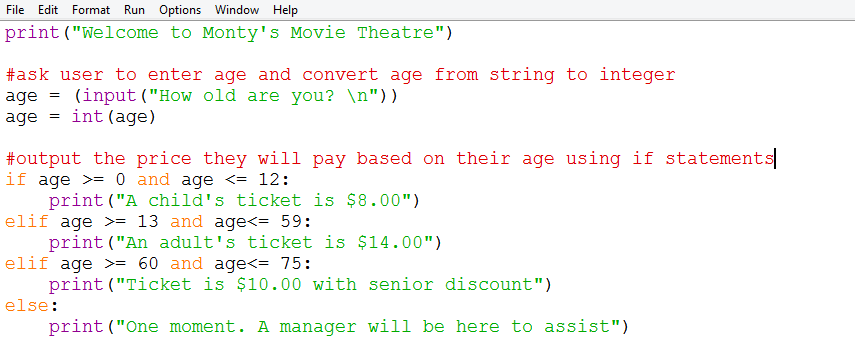 File Edit Format Run Options Window Help
print("Welcome to Monty's Movie Theatre")
#ask user to enter age and convert age from string to integer
age = (input("How old are you? \n"))
age = int(age)
#output the price they will pay based on their age using if statements
if age >= 0 and age <= 12:
    print("A child's ticket is $8.00")
elif age >= 13 and age<= 59:
    print("An adult's ticket is $14.00")
elif age >= 60 and age<= 75:
    print("Ticket is $10.00 with senior discount")
else:
    print("One moment. A manager will be here to assist")